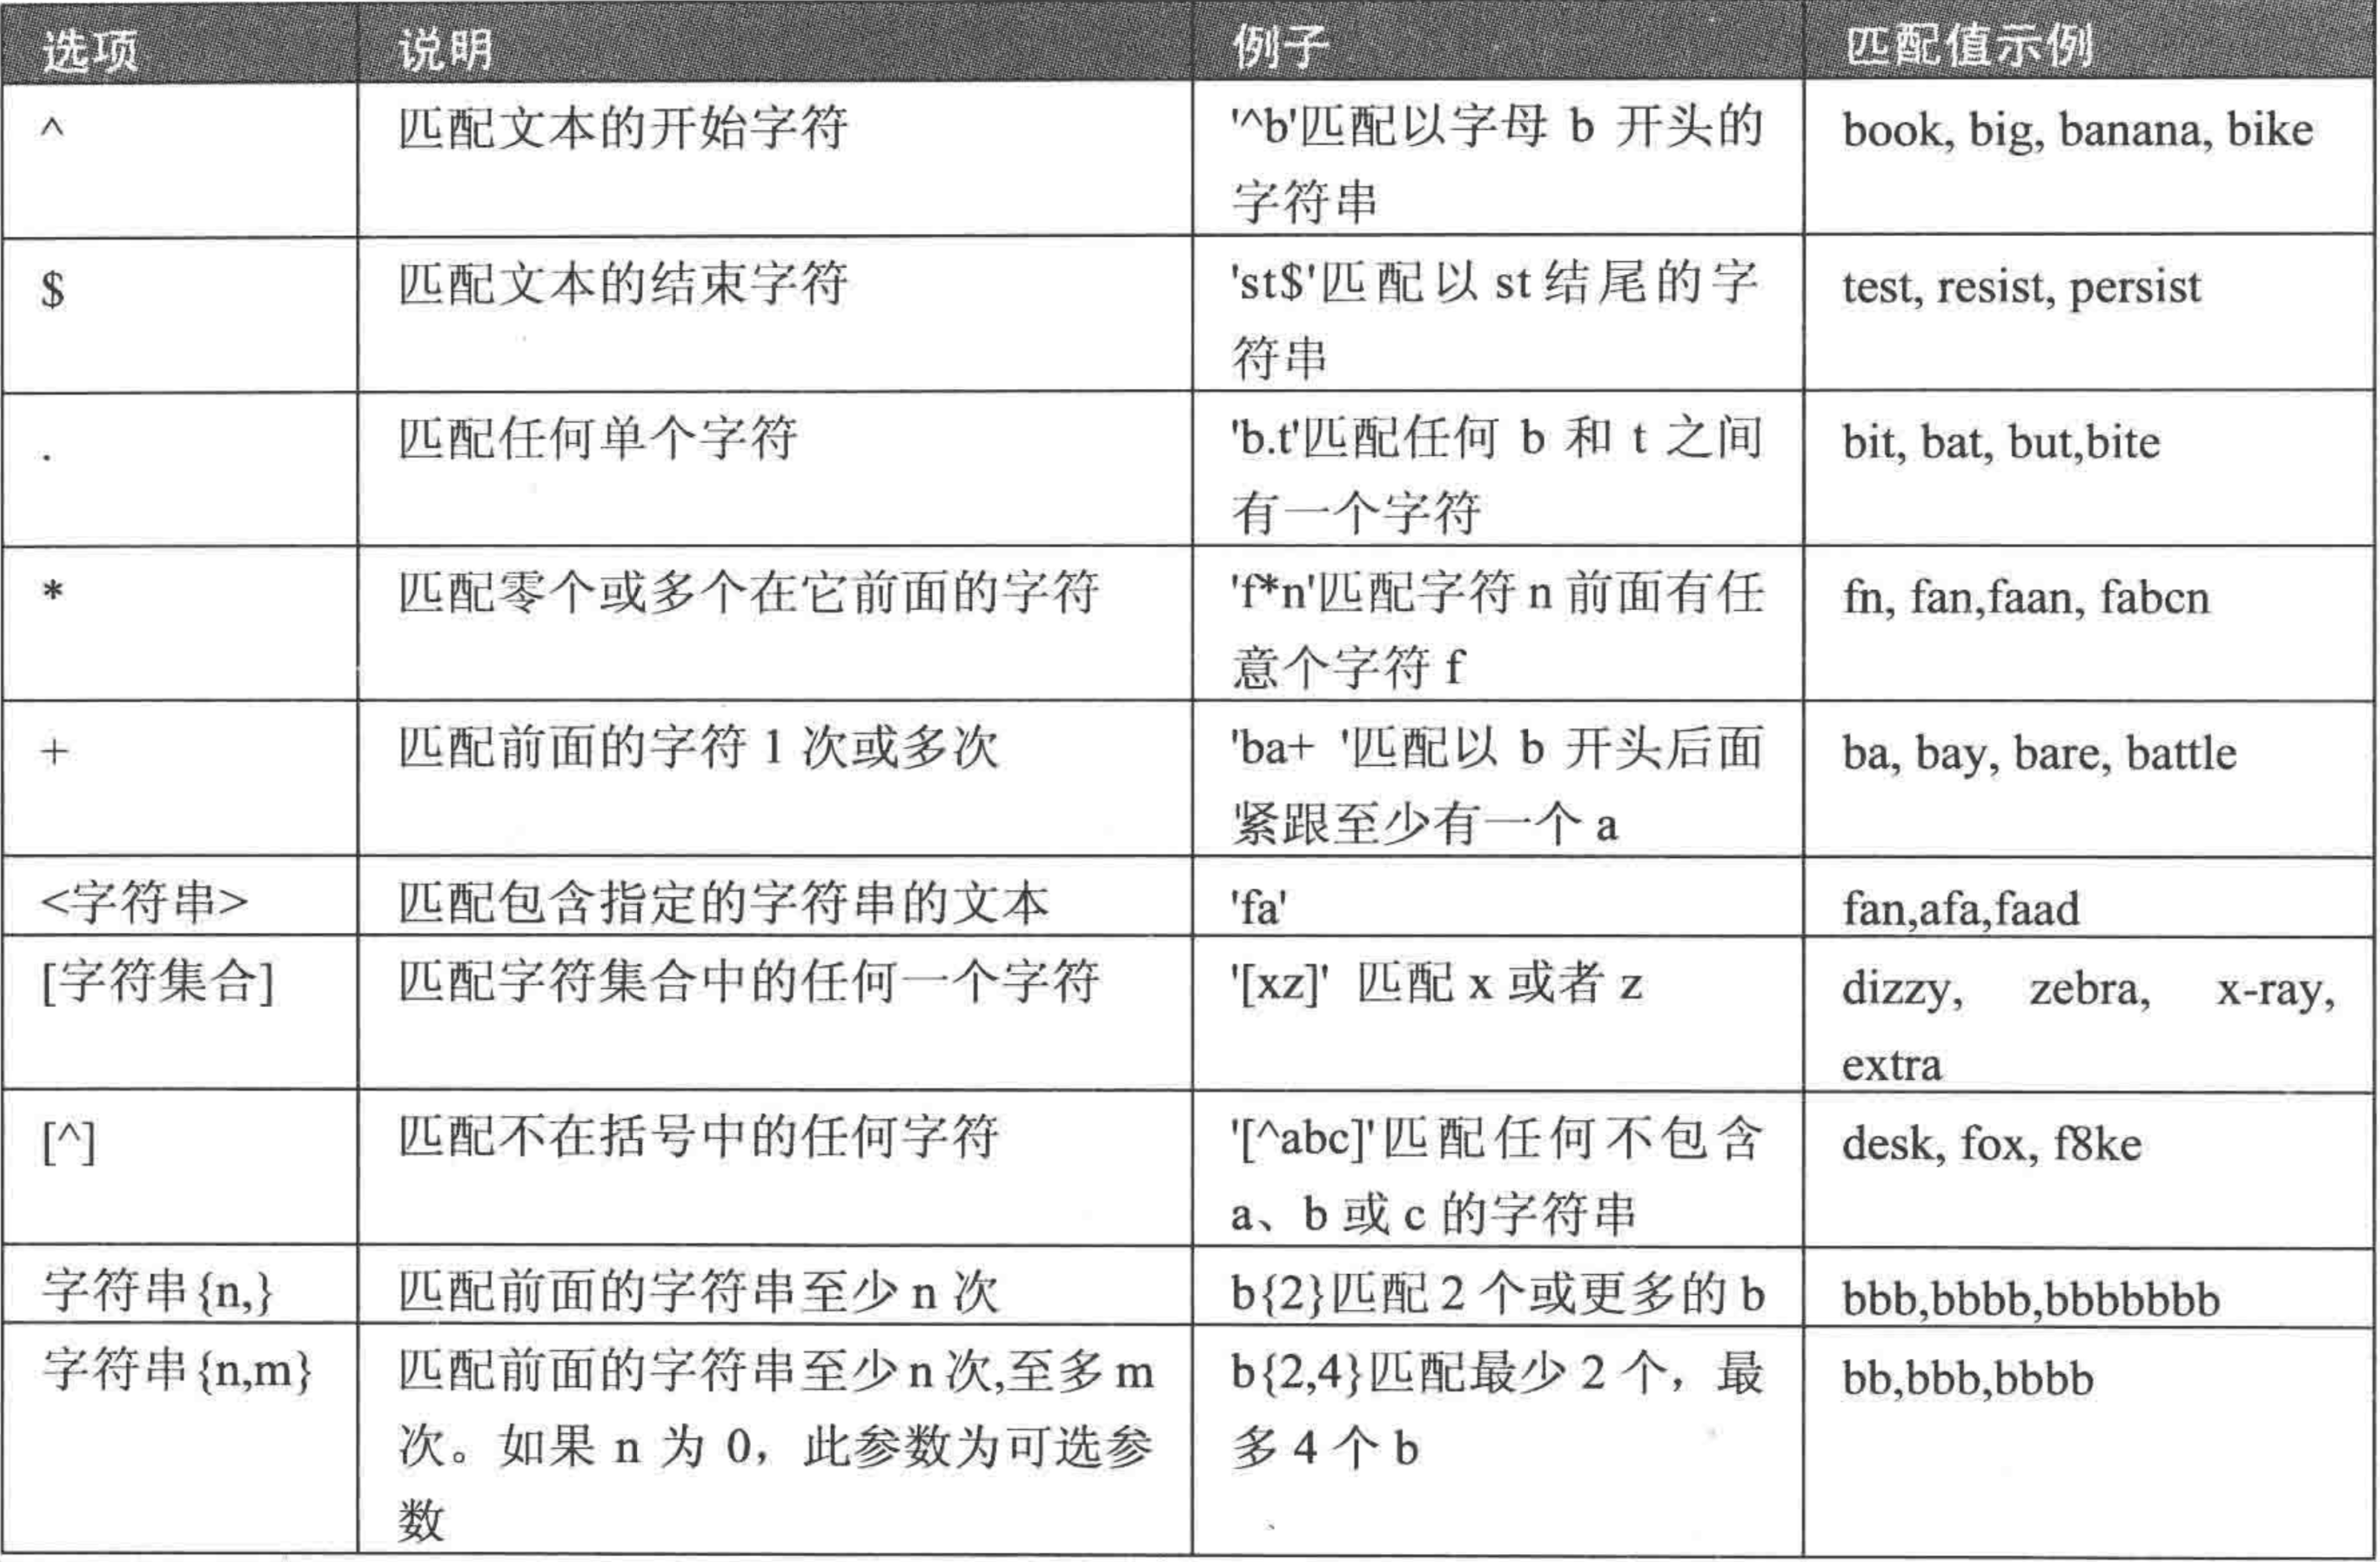 选项 说明 例子 匹配值示例
^ 匹配文本的开始字符 '^b'匹配以字母 b 开头的 book, big, banana, bike
字符串
$ 匹配文本的结束字符 'st$'匹配以 st 结尾的字 test, resist, persist
符串
. 匹配任何单个字符 'b.t'匹配任何 b 和 t 之间 bit, bat, but,bite
有一个字符
* 匹配零个或多个在它前面的字符 'f*n'匹配字符 n 前面有任 fn, fan,faan, fabcn
意个字符 f
+ 匹配前面的字符 1 次或多次 'ba+ '匹配以 b 开头后面 ba, bay, bare, battle
紧跟至少有一个 a
<字符串> 匹配包含指定的字符串的文本 'fa' fan,afa,faad
[字符集合] 匹配字符集合中的任何一个字符 '[xz]' 匹配 x 或者 z dizzy, zebra, x-ray,
extra
[^] 匹配不在括号中的任何字符 '[^abc]'匹配任何不包含 desk, fox, f8ke
a、b 或 c 的字符串
字符串{n,} 匹配前面的字符串至少 n 次 b{2}匹配 2 个或更多的 b bbb,bbbb,bbbbbbb
字符串{n,m} 匹配前面的字符串至少 n 次,至多 m b{2,4}匹配最少 2 个，最 bb,bbb,bbbb
次。如果 n 为 0，此参数为可选参 多 4 个 b
数